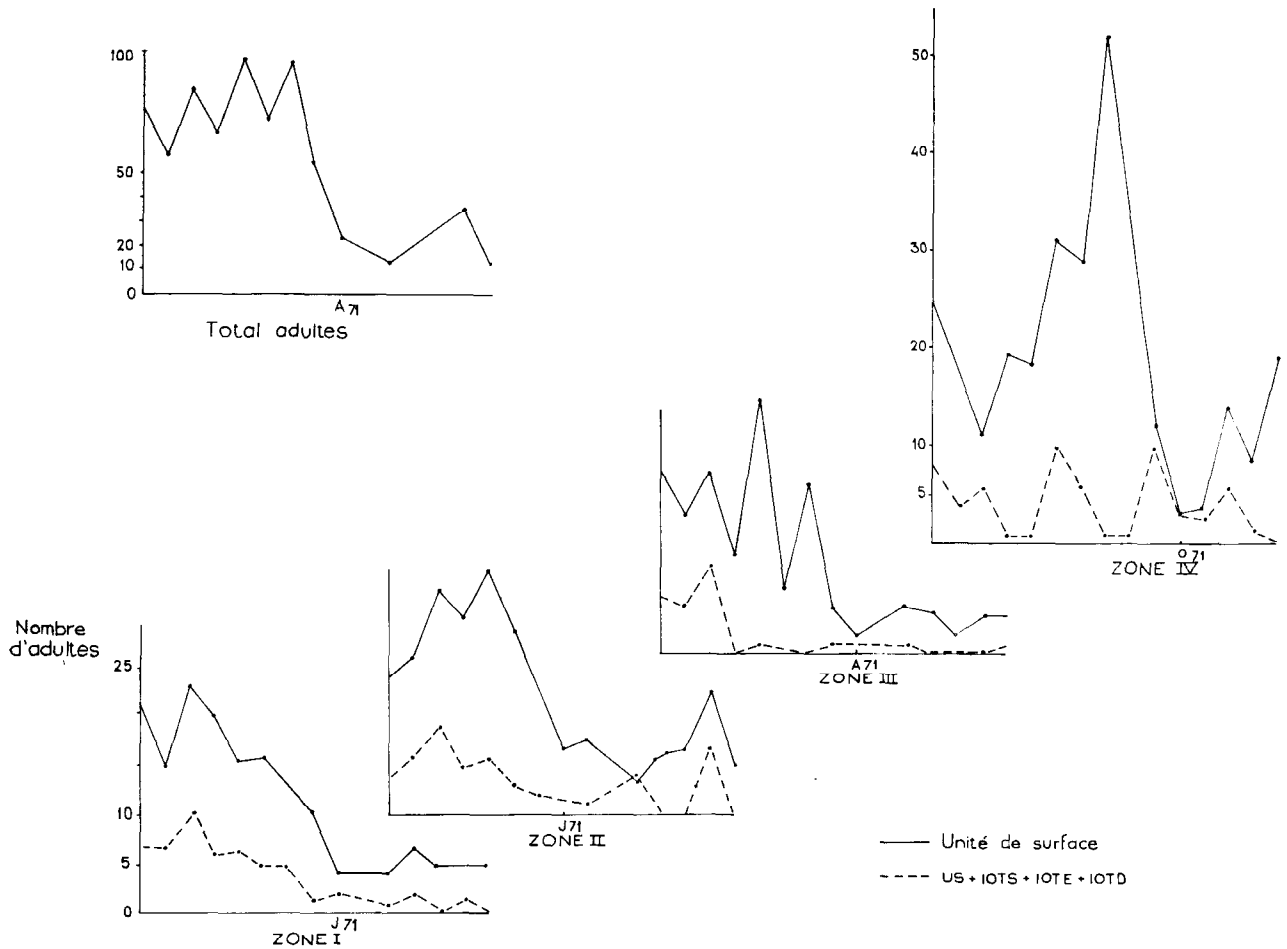 100
50
20
10
0
A 71
Total adultes
50
40
30
20
10
5
O 71
ZONE IV
A 71
ZONE III
J 71
ZONE II
Nombre
d'adultes
25
10
5
0
J 71
ZONE I
Unité de surface
US + 10TS + 10TE + 10TD